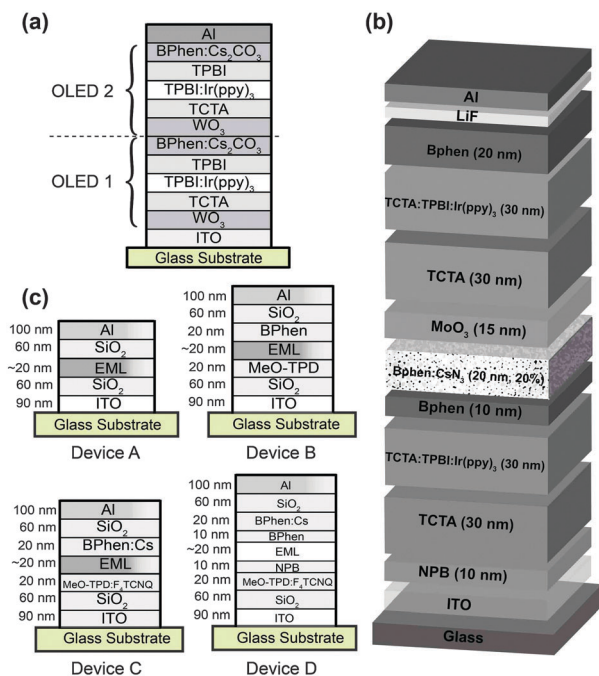 (a)
Al
BPhen:Cs₂CO₃
TPBI
TPBI:Ir(ppy)₃
TCTA
WO₃
OLED 2
BPhen:Cs₂CO₃
TPBI
TPBI:Ir(ppy)₃
TCTA
WO₃
OLED 1
ITO
Glass Substrate
(b)
Al
LiF
Bphen (20 nm)
TCTA:TPBI:Ir(ppy)₃ (30 nm)
TCTA (30 nm)
MoO₃ (15 nm)
Bphen:CsN₃ (20 nm, 20%)
Bphen (10 nm)
TCTA:TPBI:Ir(ppy)₃ (30 nm)
TCTA (30 nm)
NPB (10 nm)
ITO
Glass
(c)
100 nm Al
60 nm SiO₂
~20 nm EML
60 nm SiO₂
90 nm ITO
Glass Substrate
Device A
100 nm Al
60 nm SiO₂
20 nm BPhen
~20 nm EML
20 nm MeO-TPD
60 nm SiO₂
90 nm ITO
Glass Substrate
Device B
100 nm Al
60 nm SiO₂
20 nm BPhen:Cs
~20 nm EML
20 nm MeO-TPD:F₄TCNQ
60 nm SiO₂
90 nm ITO
Glass Substrate
Device C
100 nm Al
60 nm SiO₂
20 nm BPhen:Cs
10 nm BPhen
~20 nm EML
10 nm NPB
20 nm MeO-TPD:F₄TCNQ
60 nm SiO₂
90 nm ITO
Glass Substrate
Device D